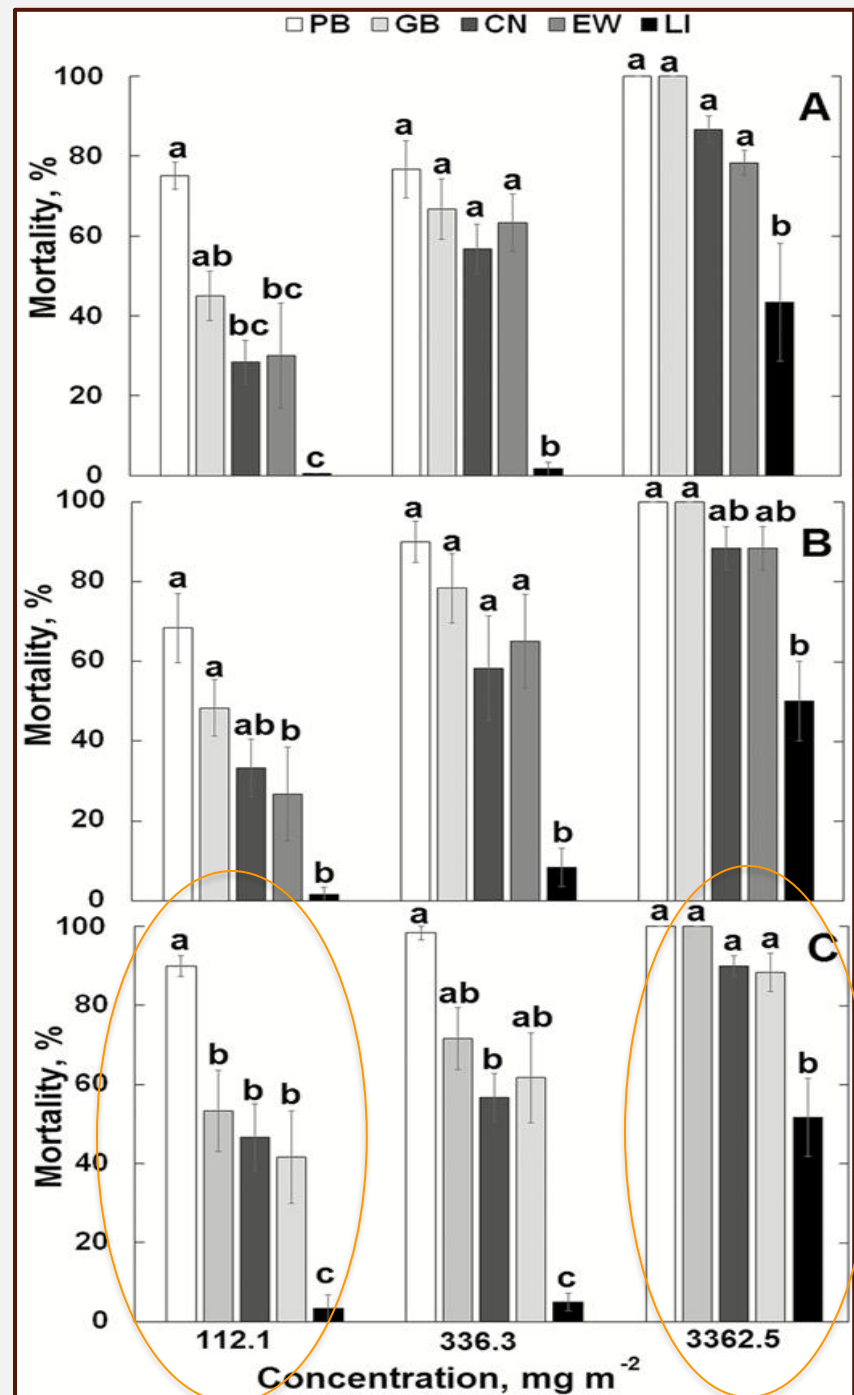 PB GB CN EW LI
a a
100 a A
a a a
80 a a
60 ab a b
40 bc bc
20
0 c b
Mortality, %
a a
100 a ab ab B
80 a a a
60 a a b
40 ab b
20 b
0 b
Mortality, %
a a
100 a a a a C
80 ab ab
60 b b b b b
40
20 c c
0
Mortality, %
112.1 336.3 3362.5
Concentration, mg m⁻²